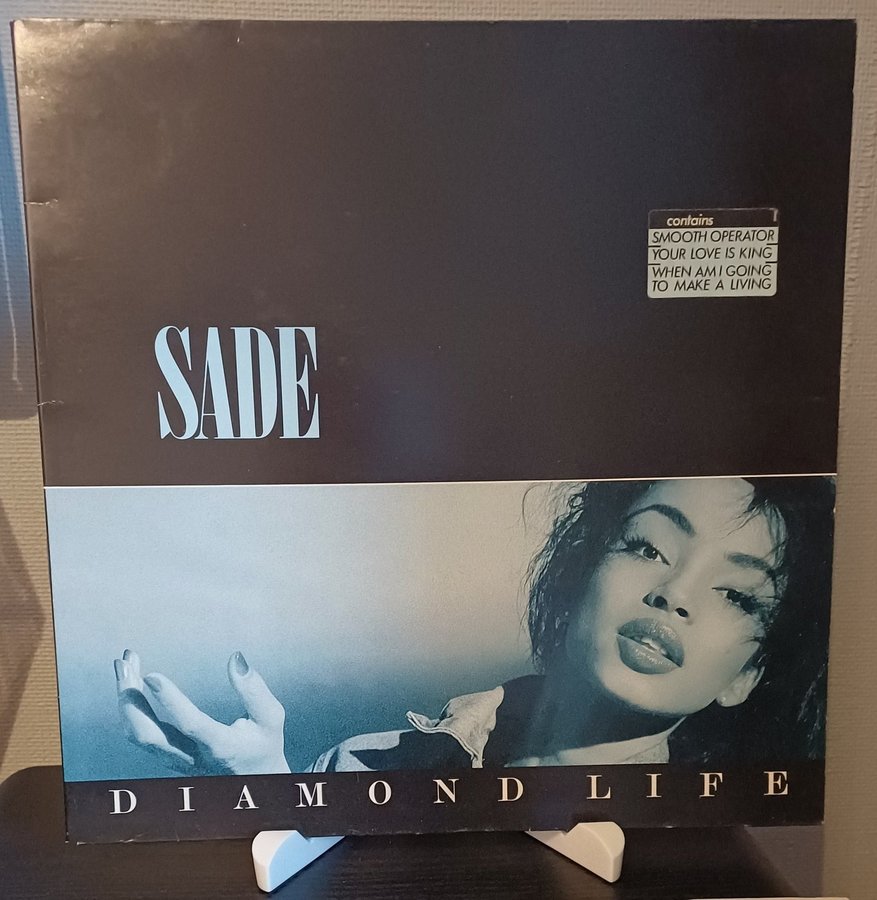 contains
SMOOTH OPERATOR
YOUR LOVE IS KING
WHEN AM I GOING
TO MAKE A LIVING
SADE
DIAMOND LIFE